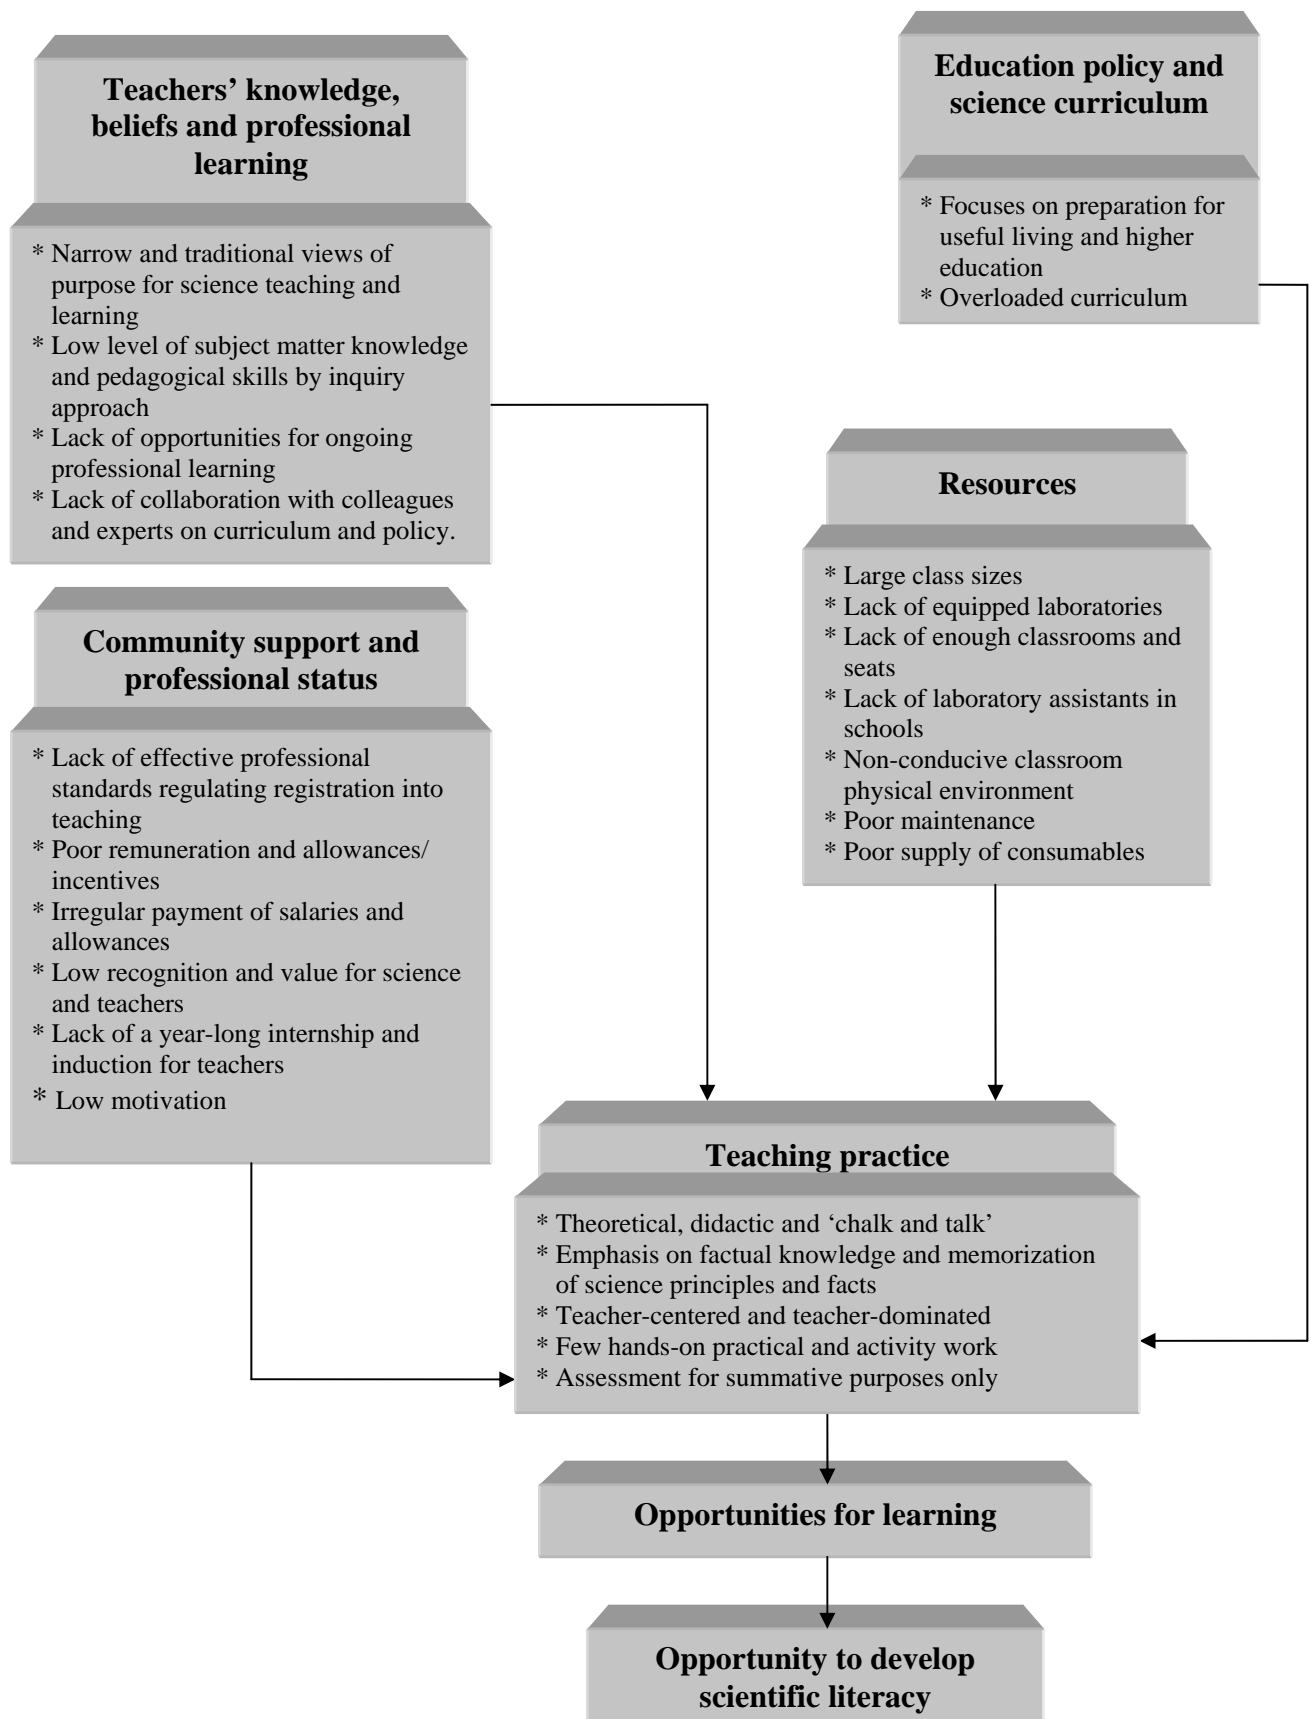 Teachers’ knowledge,
beliefs and professional
learning
* Narrow and traditional views of
purpose for science teaching and
learning
* Low level of subject matter knowledge
and pedagogical skills by inquiry
approach
* Lack of opportunities for ongoing
professional learning
* Lack of collaboration with colleagues
and experts on curriculum and policy.
Education policy and
science curriculum
* Focuses on preparation for
useful living and higher
education
* Overloaded curriculum
Resources
* Large class sizes
* Lack of equipped laboratories
* Lack of enough classrooms and
seats
* Lack of laboratory assistants in
schools
* Non-conducive classroom
physical environment
* Poor maintenance
* Poor supply of consumables
Community support and
professional status
* Lack of effective professional
standards regulating registration into
teaching
* Poor remuneration and allowances/
incentives
* Irregular payment of salaries and
allowances
* Low recognition and value for science
and teachers
* Lack of a year-long internship and
induction for teachers
* Low motivation
Teaching practice
* Theoretical, didactic and ‘chalk and talk’
* Emphasis on factual knowledge and memorization
of science principles and facts
* Teacher-centered and teacher-dominated
* Few hands-on practical and activity work
* Assessment for summative purposes only
Opportunities for learning
Opportunity to develop
scientific literacy